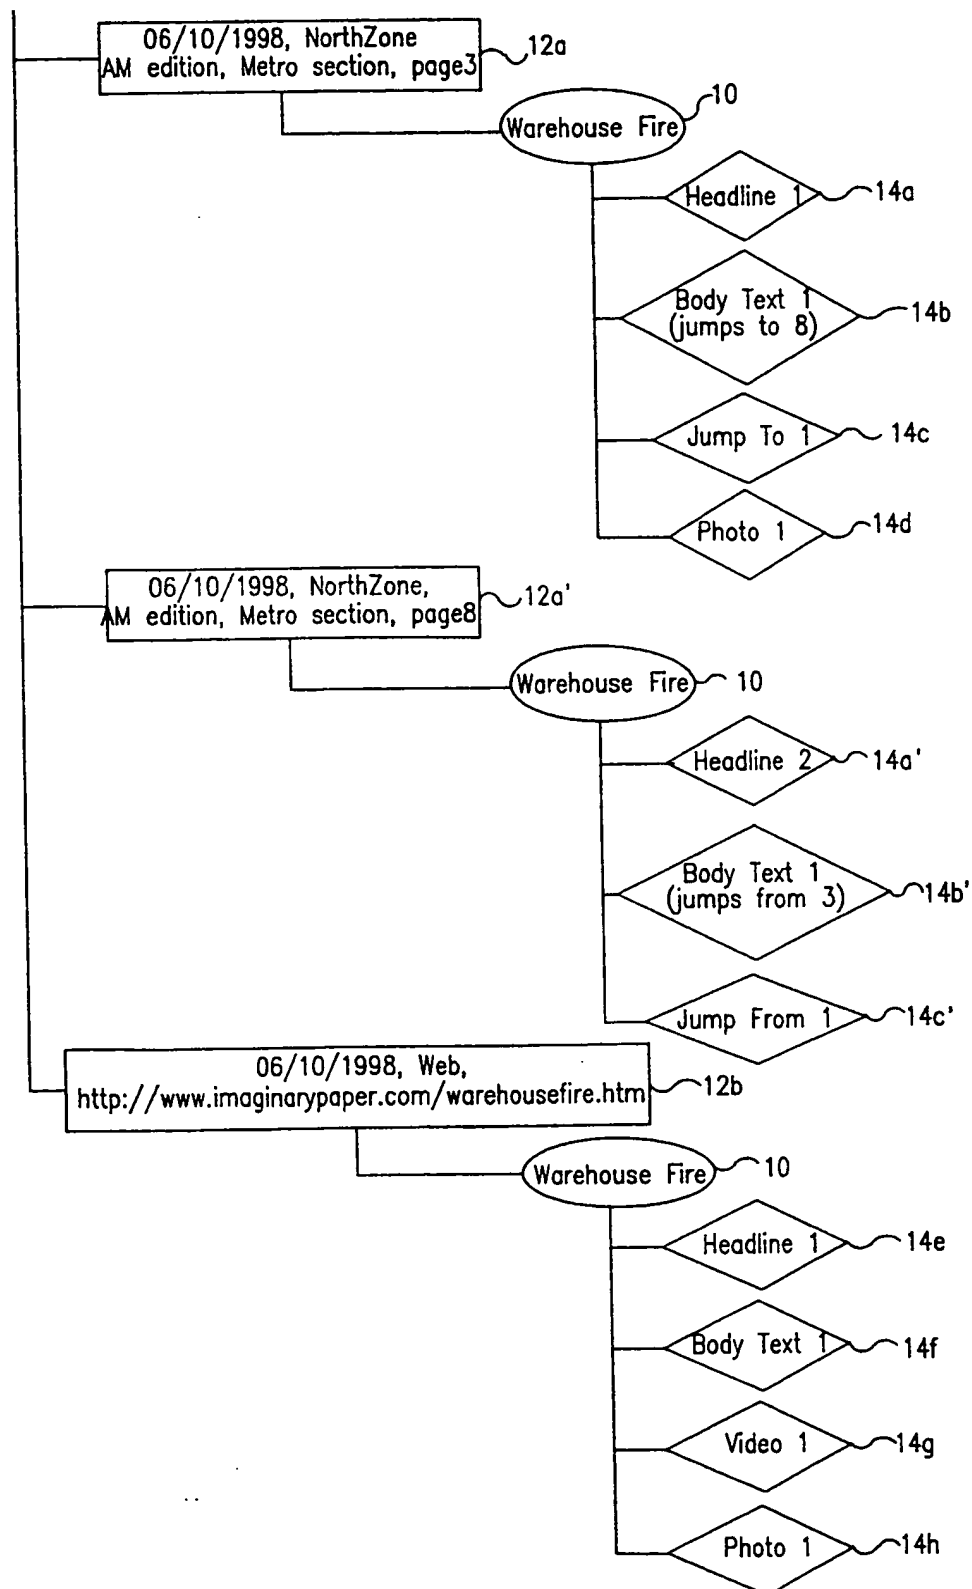 06/10/1998, NorthZone
AM edition, Metro section, page3
12a
Warehouse Fire
10
Headline 1
14a
Body Text 1
(jumps to 8)
14b
Jump To 1
14c
Photo 1
14d
06/10/1998, NorthZone,
AM edition, Metro section, page8
12a'
Warehouse Fire
10
Headline 2
14a'
Body Text 1
(jumps from 3)
14b'
Jump From 1
14c'
06/10/1998, Web,
http://www.imaginarypaper.com/warehousefire.htm
12b
Warehouse Fire
10
Headline 1
14e
Body Text 1
14f
Video 1
14g
Photo 1
14h